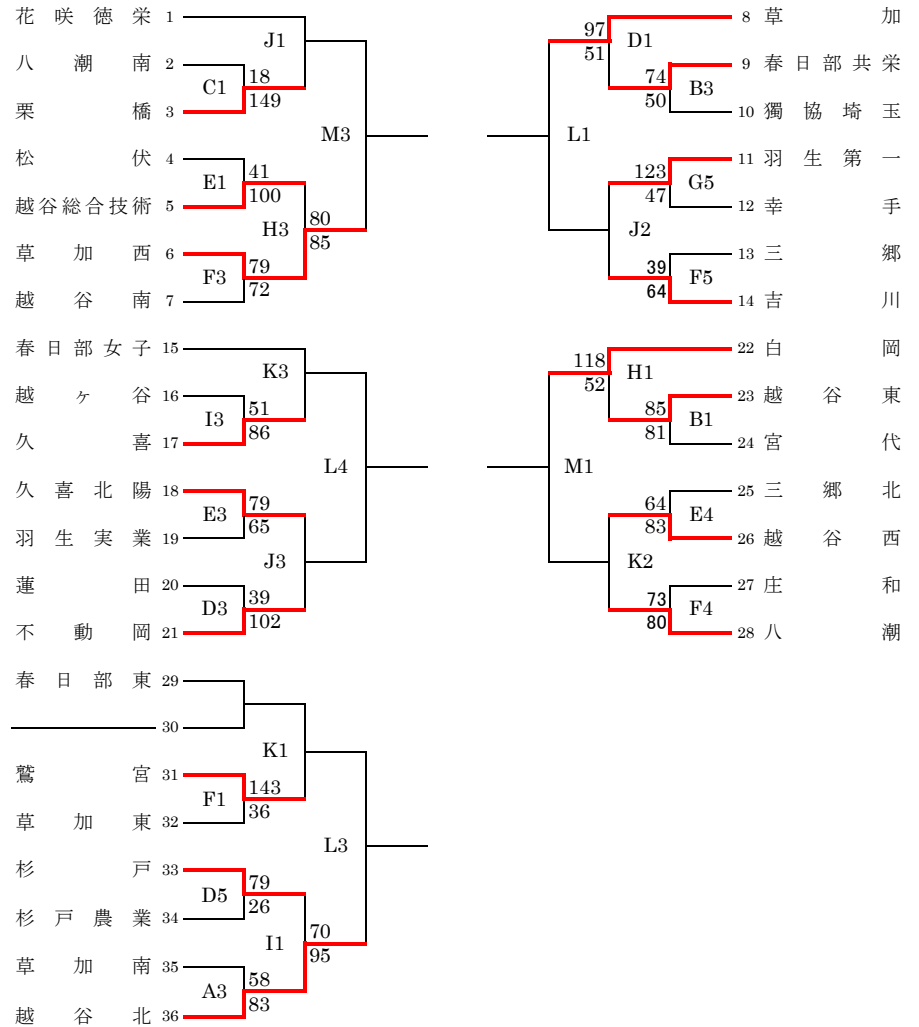 花咲徳栄 1
J1
八潮南 2
C1
18
149
栗橋 3
M3
松伏 4
E1
41
100
越谷総合技術 5
H3
80
85
草加西 6
F3
79
72
越谷南 7
8 草加
97
51
D1
9 春日部共栄
74
50
B3
10 獨協埼玉
L1
11 羽生第一
123
47
G5
12 幸手
J2
13 三郷
39
64
F5
14 吉川
春日部女子 15
K3
越ヶ谷 16
I3
51
86
久喜 17
L4
久喜北陽 18
E3
79
65
羽生実業 19
J3
蓮田 20
D3
39
102
不動岡 21
22 白岡
118
52
H1
23 越谷東
85
81
B1
24 宮代
M1
25 三郷北
64
83
E4
26 越谷西
K2
27 庄和
73
80
F4
28 八潮
春日部東 29
30
K1
鷲宮 31
F1
143
36
草加東 32
L3
杉戸 33
D5
79
26
杉戸農業 34
I1
70
95
草加南 35
A3
58
83
越谷北 36